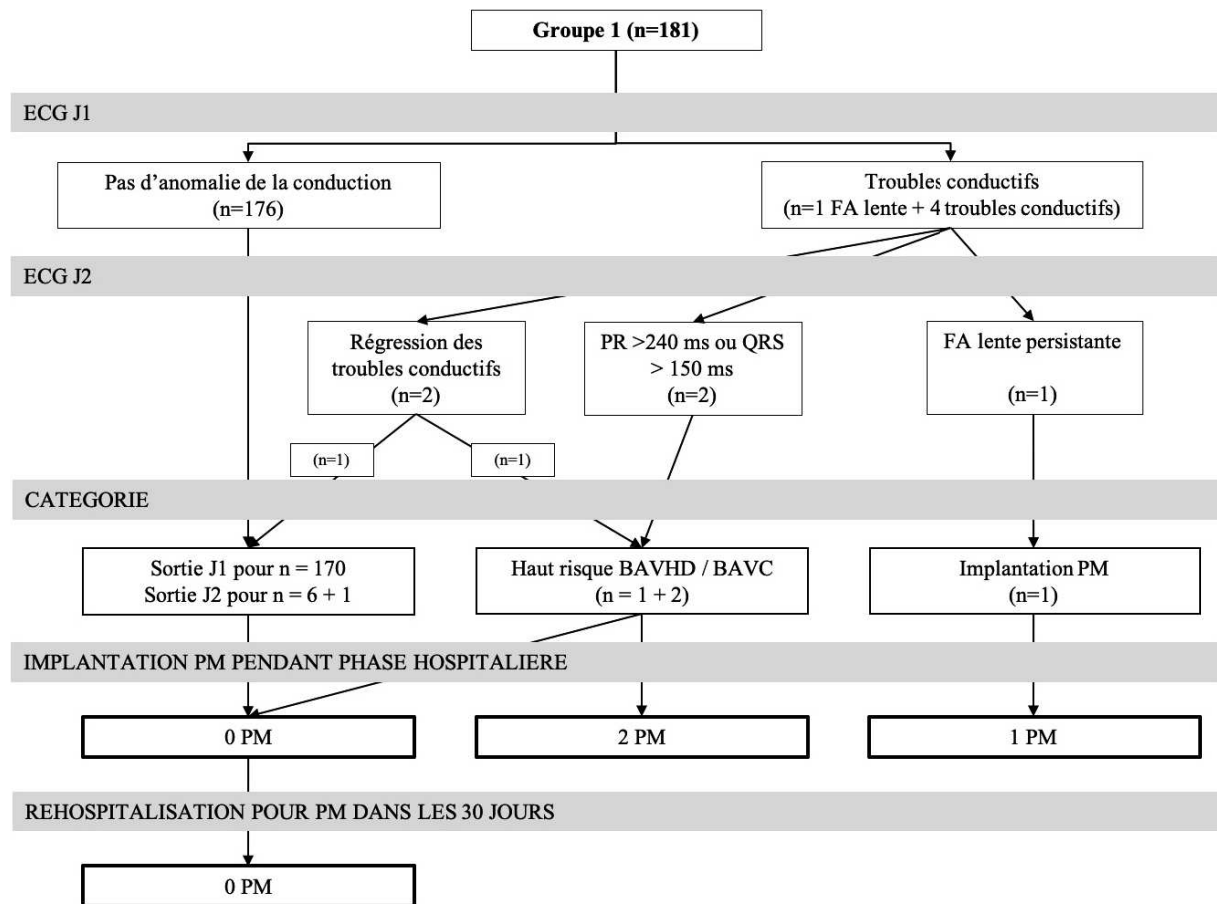 Groupe 1 (n=181)
ECG J1
Pas d'anomalie de la conduction
(n=176)
Troubles conductifs
(n=1 FA lente + 4 troubles conductifs)
ECG J2
Régression des
troubles conductifs
(n=2)
PR >240 ms ou QRS
> 150 ms
(n=2)
FA lente persistante
(n=1)
(n=1)
(n=1)
CATEGORIE
Sortie J1 pour n = 170
Sortie J2 pour n = 6 + 1
Haut risque BAVHD / BAVC
(n = 1 + 2)
Implantation PM
(n=1)
IMPLANTATION PM PENDANT PHASE HOSPITALIERE
0 PM
2 PM
1 PM
REHOSPITALISATION POUR PM DANS LES 30 JOURS
0 PM